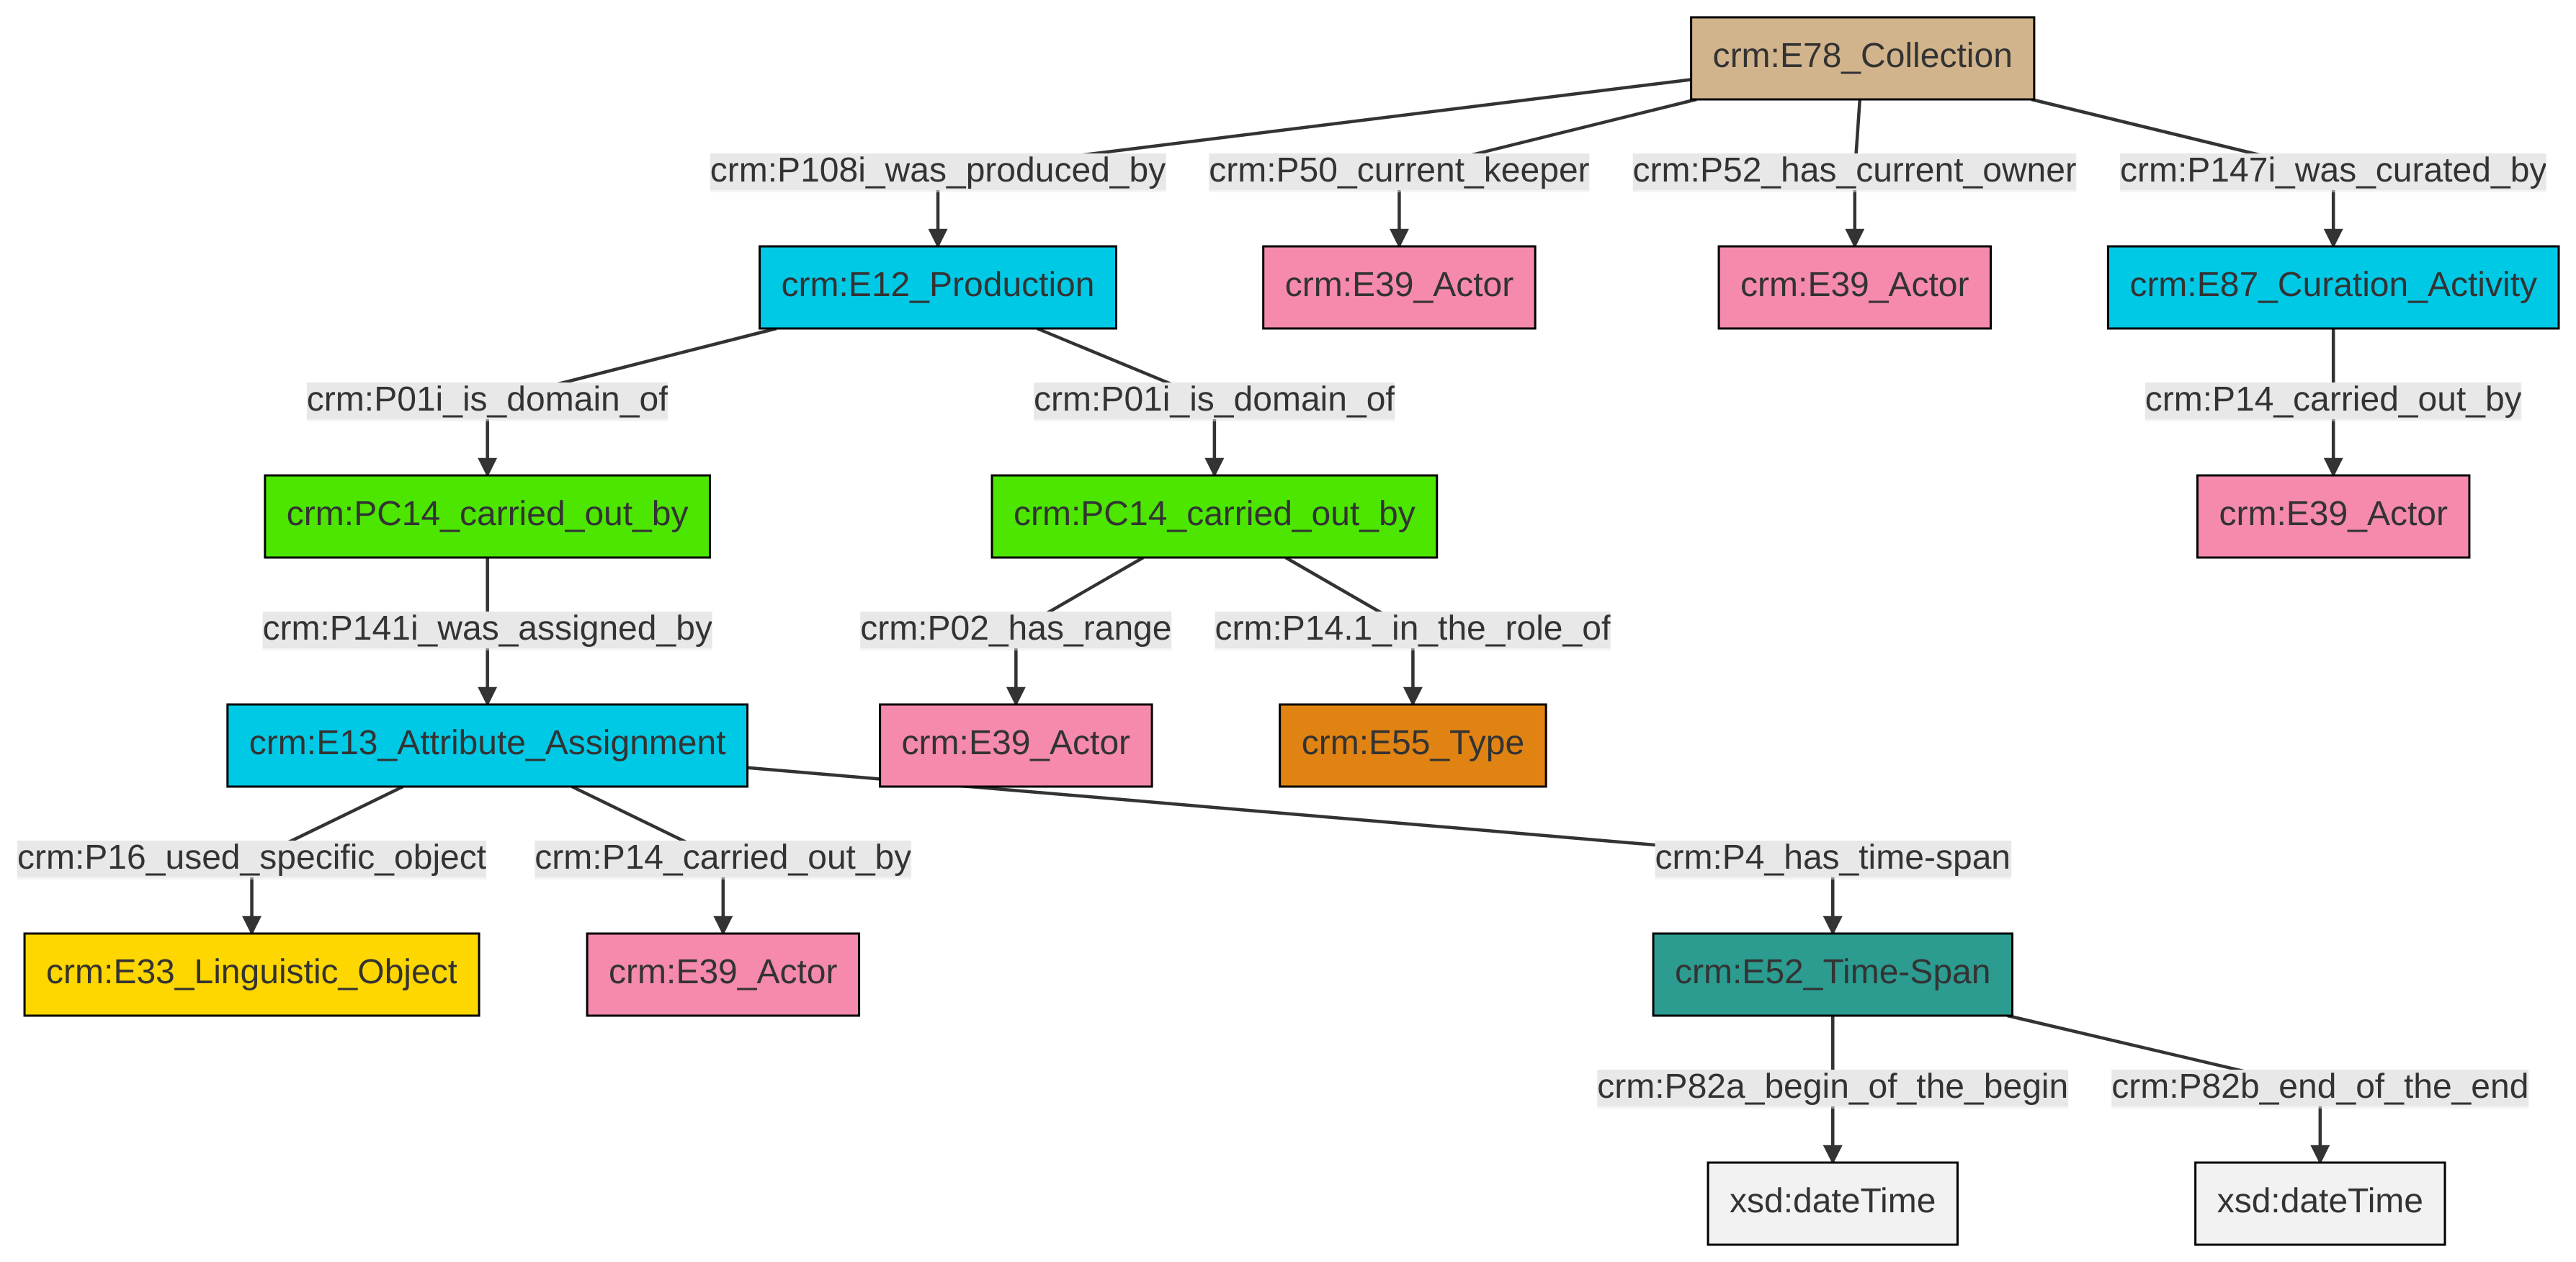 crm:E78_Collection
crm:P108i_was_produced_by
crm:P50_current_keeper
crm:P52_has_current_owner
crm:P147i_was_curated_by
crm:E12_Production
crm:E39_Actor
crm:E39_Actor
crm:E87_Curation_Activity
crm:P01i_is_domain_of
crm:P01i_is_domain_of
crm:P14_carried_out_by
crm:PC14_carried_out_by
crm:PC14_carried_out_by
crm:E39_Actor
crm:P141i_was_assigned_by
crm:P02_has_range
crm:P14.1_in_the_role_of
crm:E13_Attribute_Assignment
crm:E39_Actor
crm:E55_Type
crm:P16_used_specific_object
crm:P14_carried_out_by
crm:P4_has_time-span
crm:E33_Linguistic_Object
crm:E39_Actor
crm:E52_Time-Span
crm:P82a_begin_of_the_begin
crm:P82b_end_of_the_end
xsd:dateTime
xsd:dateTime